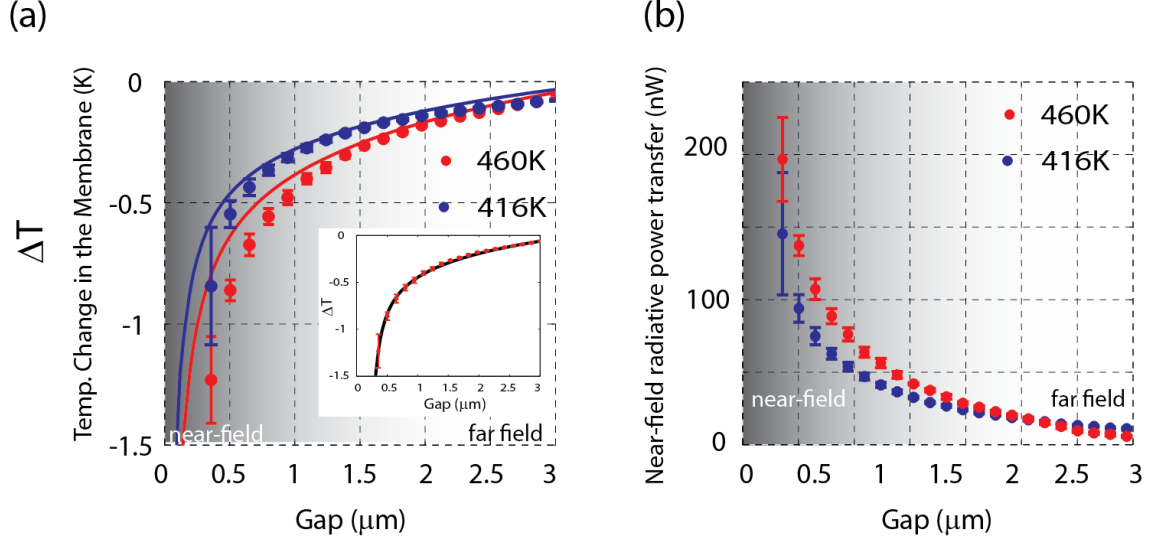 (a)
ΔT
Temp. Change in the Membrane (K)
0
-0.5
-1
-1.5
460K
416K
near-field
far field
0
-0.5
-1
-1.5
ΔT
0
0.5
1
1.5
2
2.5
3
Gap (μm)
0 0.5 1 1.5 2 2.5 3
Gap (μm)
(b)
Near-field radiative power transfer (nW)
200
100
0
460K
416K
near-field
far field
0 0.5 1 1.5 2 2.5 3
Gap (μm)